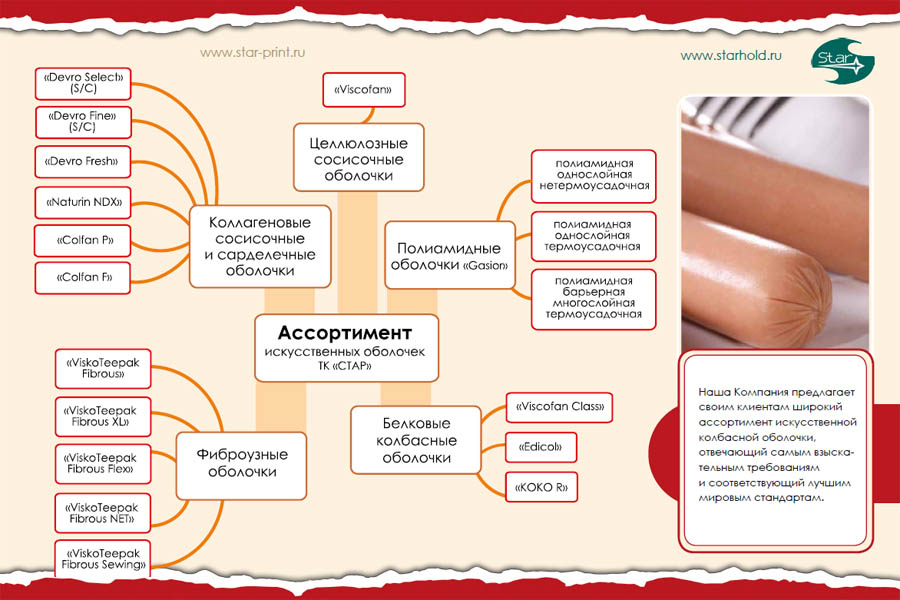 www.star-print.ru
www.starhold.ru
Star
«Devro Select»
(S/C)
«Devro Fine»
(S/C)
«Devro Fresh»
«Naturin NDX»
«Colfan P»
«Colfan F»
Коллагеновые
сосисочные
и сарделечные
оболочки
«Viscofan»
Целлюлозные
сосисочные
оболочки
Полиамидные
оболочки «Gasion»
полиамидная
однослойная
нетермоусадочная
полиамидная
однослойная
термоусадочная
полиамидная
барьерная
многослойная
термоусадочная
Ассортимент
искусственных оболочек
ТК «СТАР»
«ViskoTeepak
Fibrous»
«ViskoTeepak
Fibrous XL»
«ViskoTeepak
Fibrous Flex»
«ViskoTeepak
Fibrous NET»
«ViskoTeepak
Fibrous Sewing»
Фиброузные
оболочки
Белковые
колбасные
оболочки
«Viscofan Class»
«Edicol»
«KOKO R»
Наша Компания предлагает
своим клиентам широкий
ассортимент искусственной
колбасной оболочки,
отвечающий самым взыска-
тельным требованиям
и соответствующий лучшим
мировым стандартам.